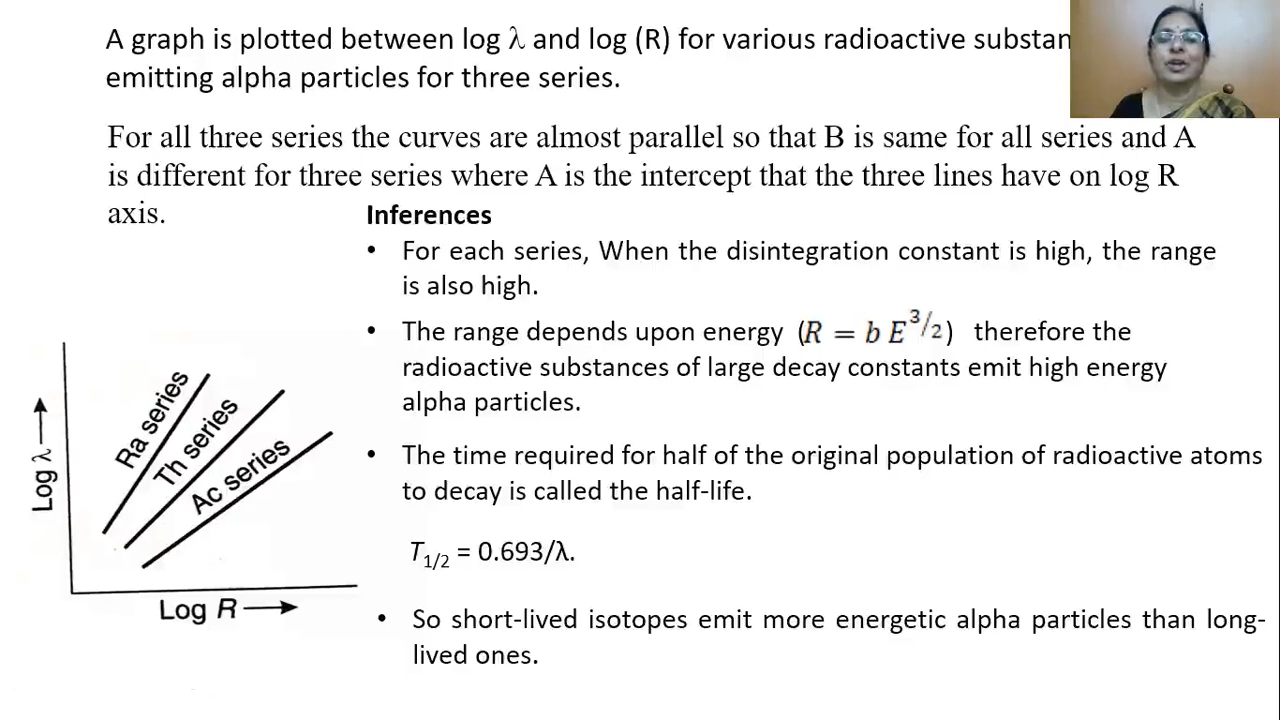 A graph is plotted between log λ and log (R) for various radioactive substan
emitting alpha particles for three series.
For all three series the curves are almost parallel so that B is same for all series and A
is different for three series where A is the intercept that the three lines have on log R
axis.
Inferences
• For each series, When the disintegration constant is high, the range
is also high.
• The range depends upon energy (R = b E^3/2) therefore the
radioactive substances of large decay constants emit high energy
alpha particles.
• The time required for half of the original population of radioactive atoms
to decay is called the half-life.
T1/2 = 0.693/λ.
• So short-lived isotopes emit more energetic alpha particles than long-
lived ones.
Log λ →
Ra series
Th series
Ac series
Log R →